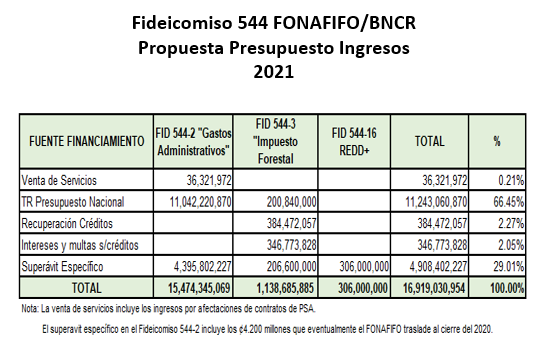 Fideicomiso 544 FONAFIFO/BNCR
Propuesta Presupuesto Ingresos
2021
FUENTE FINANCIAMIENTO FID 544-2 "Gastos Administrativos" FID 544-3 "Impuesto Forestal FID 544-16 REDD+ TOTAL %
Venta de Servicios 36,321,972 36,321,972 0.21%
TR Presupuesto Nacional 11,042,220,870 200,840,000 11,243,060,870 66.45%
Recuperación Créditos 384,472,057 384,472,057 2.27%
Intereses y multas s/créditos 346,773,828 346,773,828 2.05%
Superávit Específico 4,395,802,227 206,600,000 306,000,000 4,908,402,227 29.01%
TOTAL 15,474,345,069 1,138,685,885 306,000,000 16,919,030,954 100.00%
Nota: La venta de servicios incluye los ingresos por afectaciones de contratos de PSA.
El superavit específico en el Fideicomiso 544-2 incluye los ¢4.200 millones que eventualmente el FONAFIFO traslade al cierre del 2020.